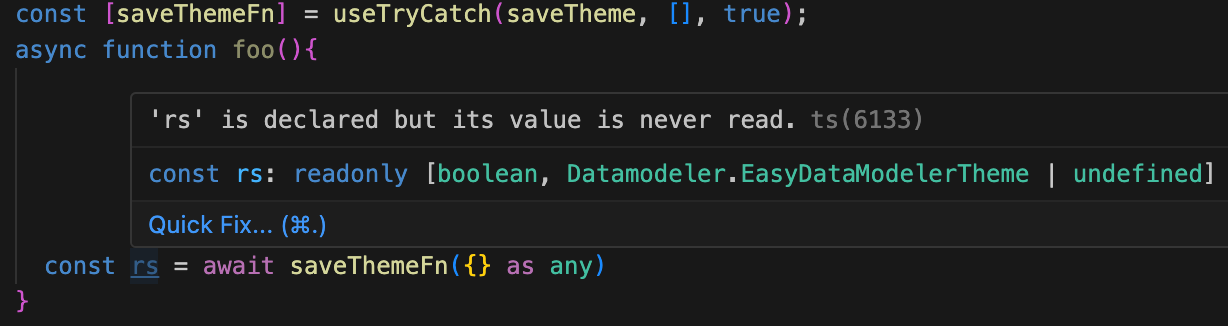 const [saveThemeFn] = useTryCatch(saveTheme, [], true);
async function foo(){
'rs' is declared but its value is never read. ts(6133)
const rs: readonly [boolean, Datamodeler.EasyDataModelerTheme | undefined]
Quick Fix... (⌘.)
const rs = await saveThemeFn({} as any)
}